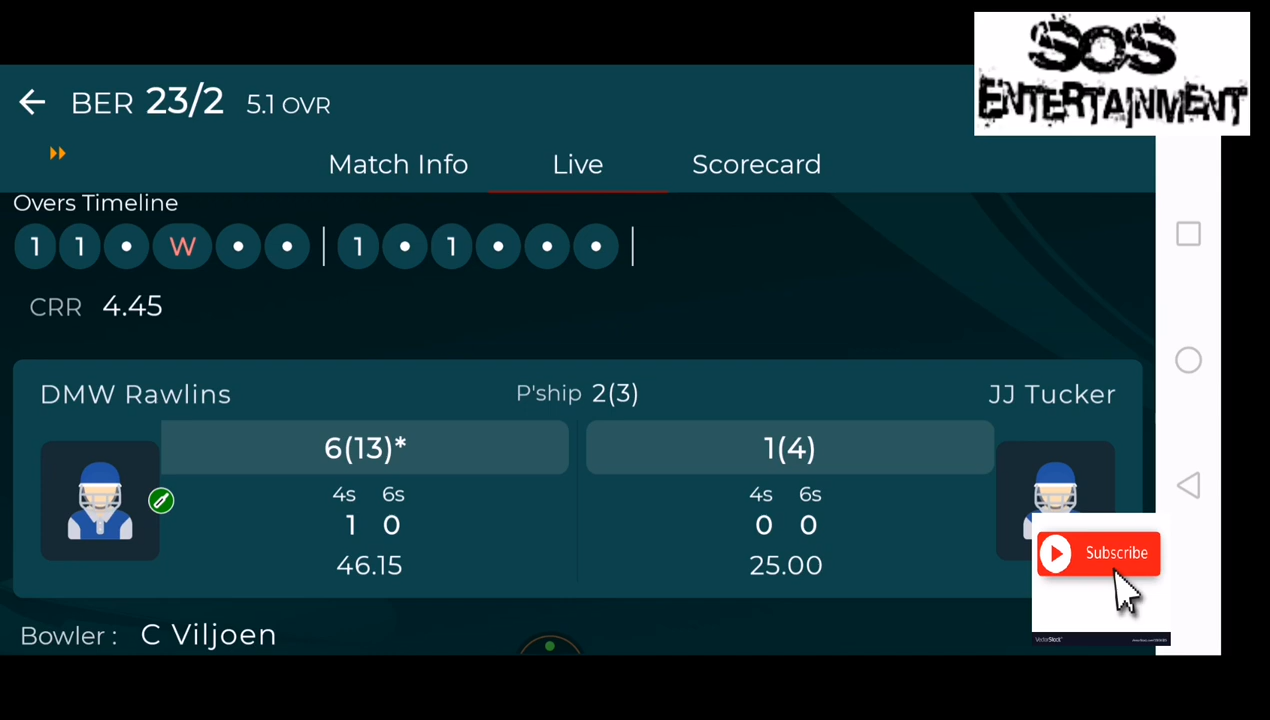 SOS
ENTERTAINMENT
BER 23/2 5.1 OVR
Match Info Live Scorecard
Overs Timeline
1 1 • W • • | 1 • 1 • • • |
CRR 4.45
DMW Rawlins P'ship 2(3) JJ Tucker
6(13)* 1(4)
4s 6s 4s 6s
1 0 0 0
46.15 25.00
Subscribe
Bowler : C Viljoen
VectorStock